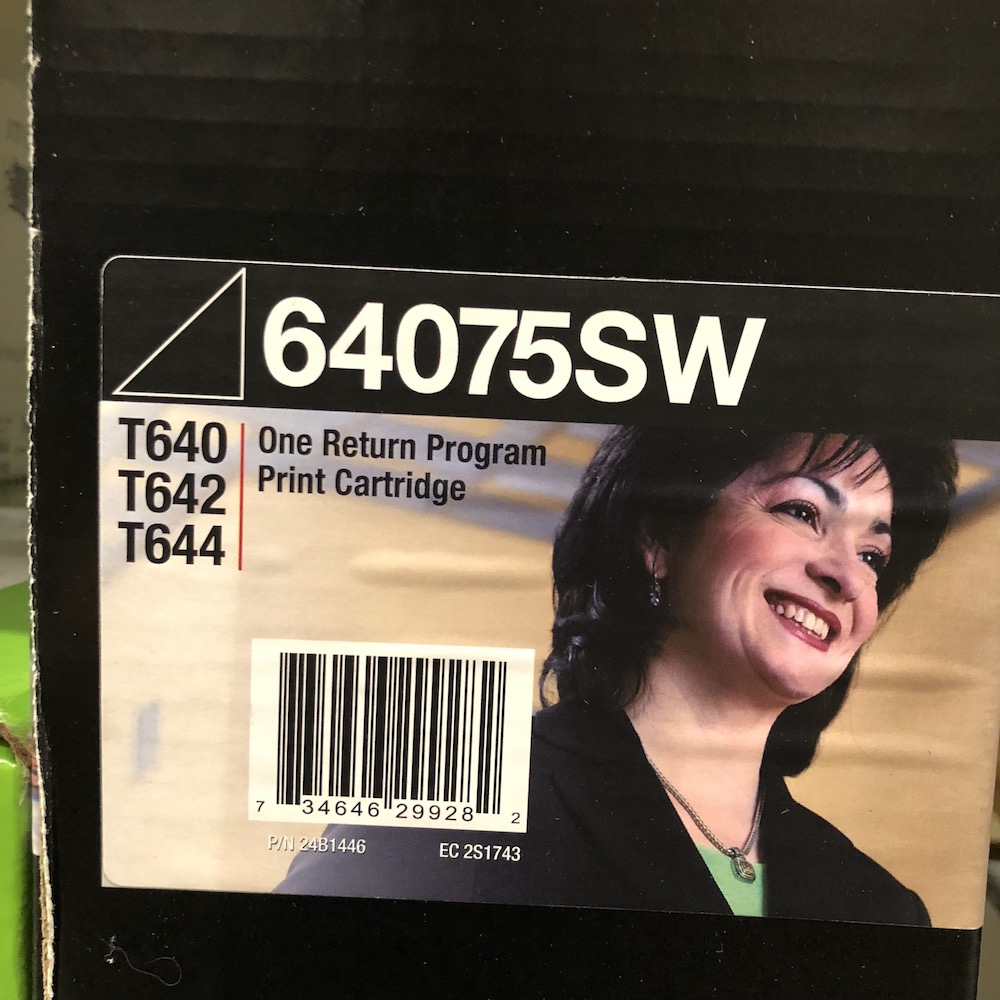 64075SW
T640
T642
T644
One Return Program
Print Cartridge
7 34646 29928 2
P/N 24B1446
EC 2S1743